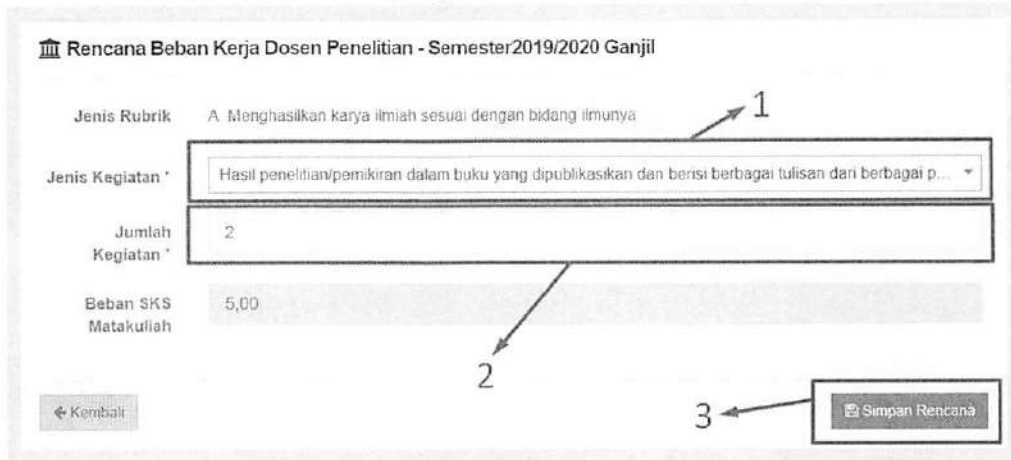 Rencana Beban Kerja Dosen Penelitian - Semester2019/2020 Ganjil
Jenis Rubrik A Menghasilkan karya ilmiah sesuai dengan bidang ilmunya
1
Jenis Kegiatan * Hasil penelitian/pemikiran dalam buku yang dipublikasikan dan berisi berbagai tulisan dari berbagai p...
Jumlah
Kegiatan *
2
Beban SKS
Matakuliah
5,00
2
Kembali
3
Simpan Rencana